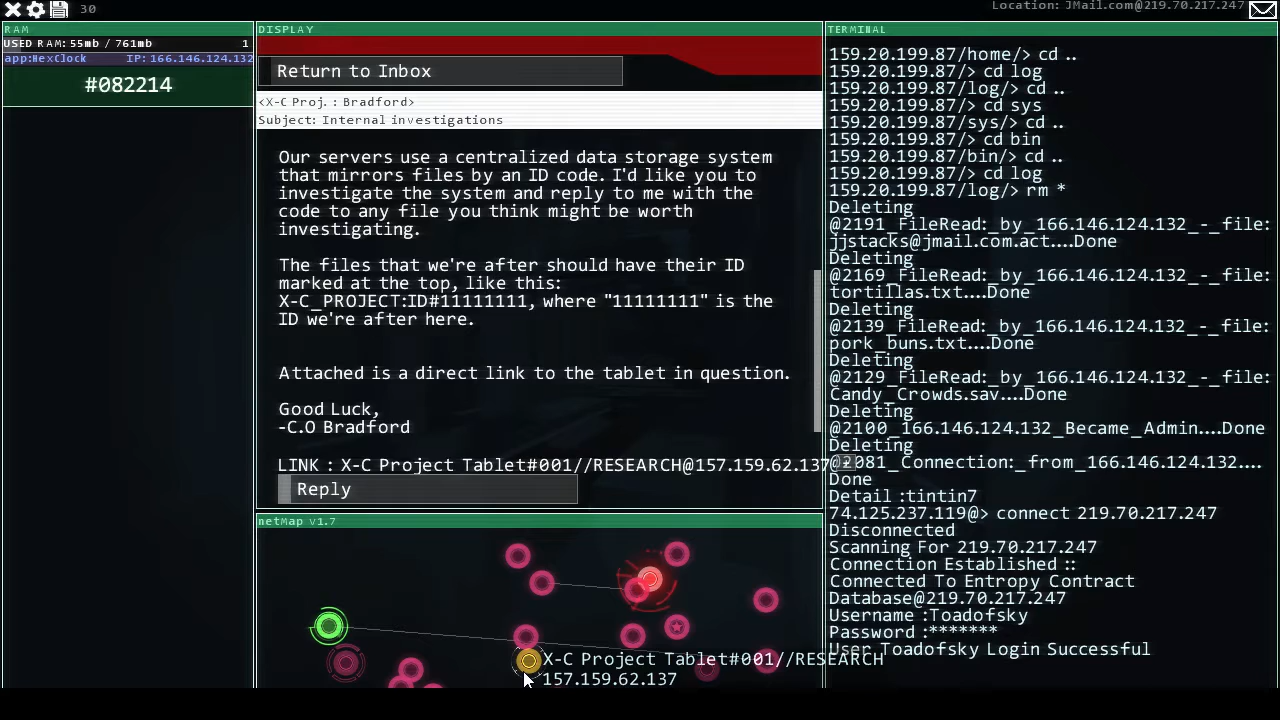 30
Location: JMail.com@219.70.217.247
RAM
USED RAM: 55mb / 761mb 1
app:HexClock IP: 166.146.124.132
#082214
DISPLAY
Return to Inbox
<X-C Proj. : Bradford>
Subject: Internal investigations
Our servers use a centralized data storage system
that mirrors files by an ID code. I'd like you to
investigate the system and reply to me with the
code to any file you think might be worth
investigating.
The files that we're after should have their ID
marked at the top, like this:
X-C_PROJECT:ID#11111111, where "11111111" is the
ID we're after here.
Attached is a direct link to the tablet in question.
Good Luck,
-C.O Bradford
LINK : X-C Project Tablet#001//RESEARCH@157.159.62.137
Reply
netMap v1.7
X-C Project Tablet#001//RESEARCH
157.159.62.137
TERMINAL
159.20.199.87/home/> cd ..
159.20.199.87/> cd log
159.20.199.87/log/> cd ..
159.20.199.87/> cd sys
159.20.199.87/sys/> cd ..
159.20.199.87/> cd bin
159.20.199.87/bin/> cd ..
159.20.199.87/> cd log
159.20.199.87/log/> rm *
Deleting
@2191_FileRead:_by_166.146.124.132_-_file:
jjstacks@jmail.com.act....Done
Deleting
@2169_FileRead:_by_166.146.124.132_-_file:
tortillas.txt....Done
Deleting
@2139_FileRead:_by_166.146.124.132_-_file:
pork_buns.txt....Done
Deleting
@2129_FileRead:_by_166.146.124.132_-_file:
Candy_Crowds.sav....Done
Deleting
@2100_166.146.124.132_Became_Admin....Done
Deleting
@2081_Connection:_from_166.146.124.132....
Done
Detail :tintin7
74.125.237.119@> connect 219.70.217.247
Disconnected
Scanning For 219.70.217.247
Connection Established ::
Connected To Entropy Contract
Database@219.70.217.247
Username :Toadofsky
Password :*******
User Toadofsky Login Successful